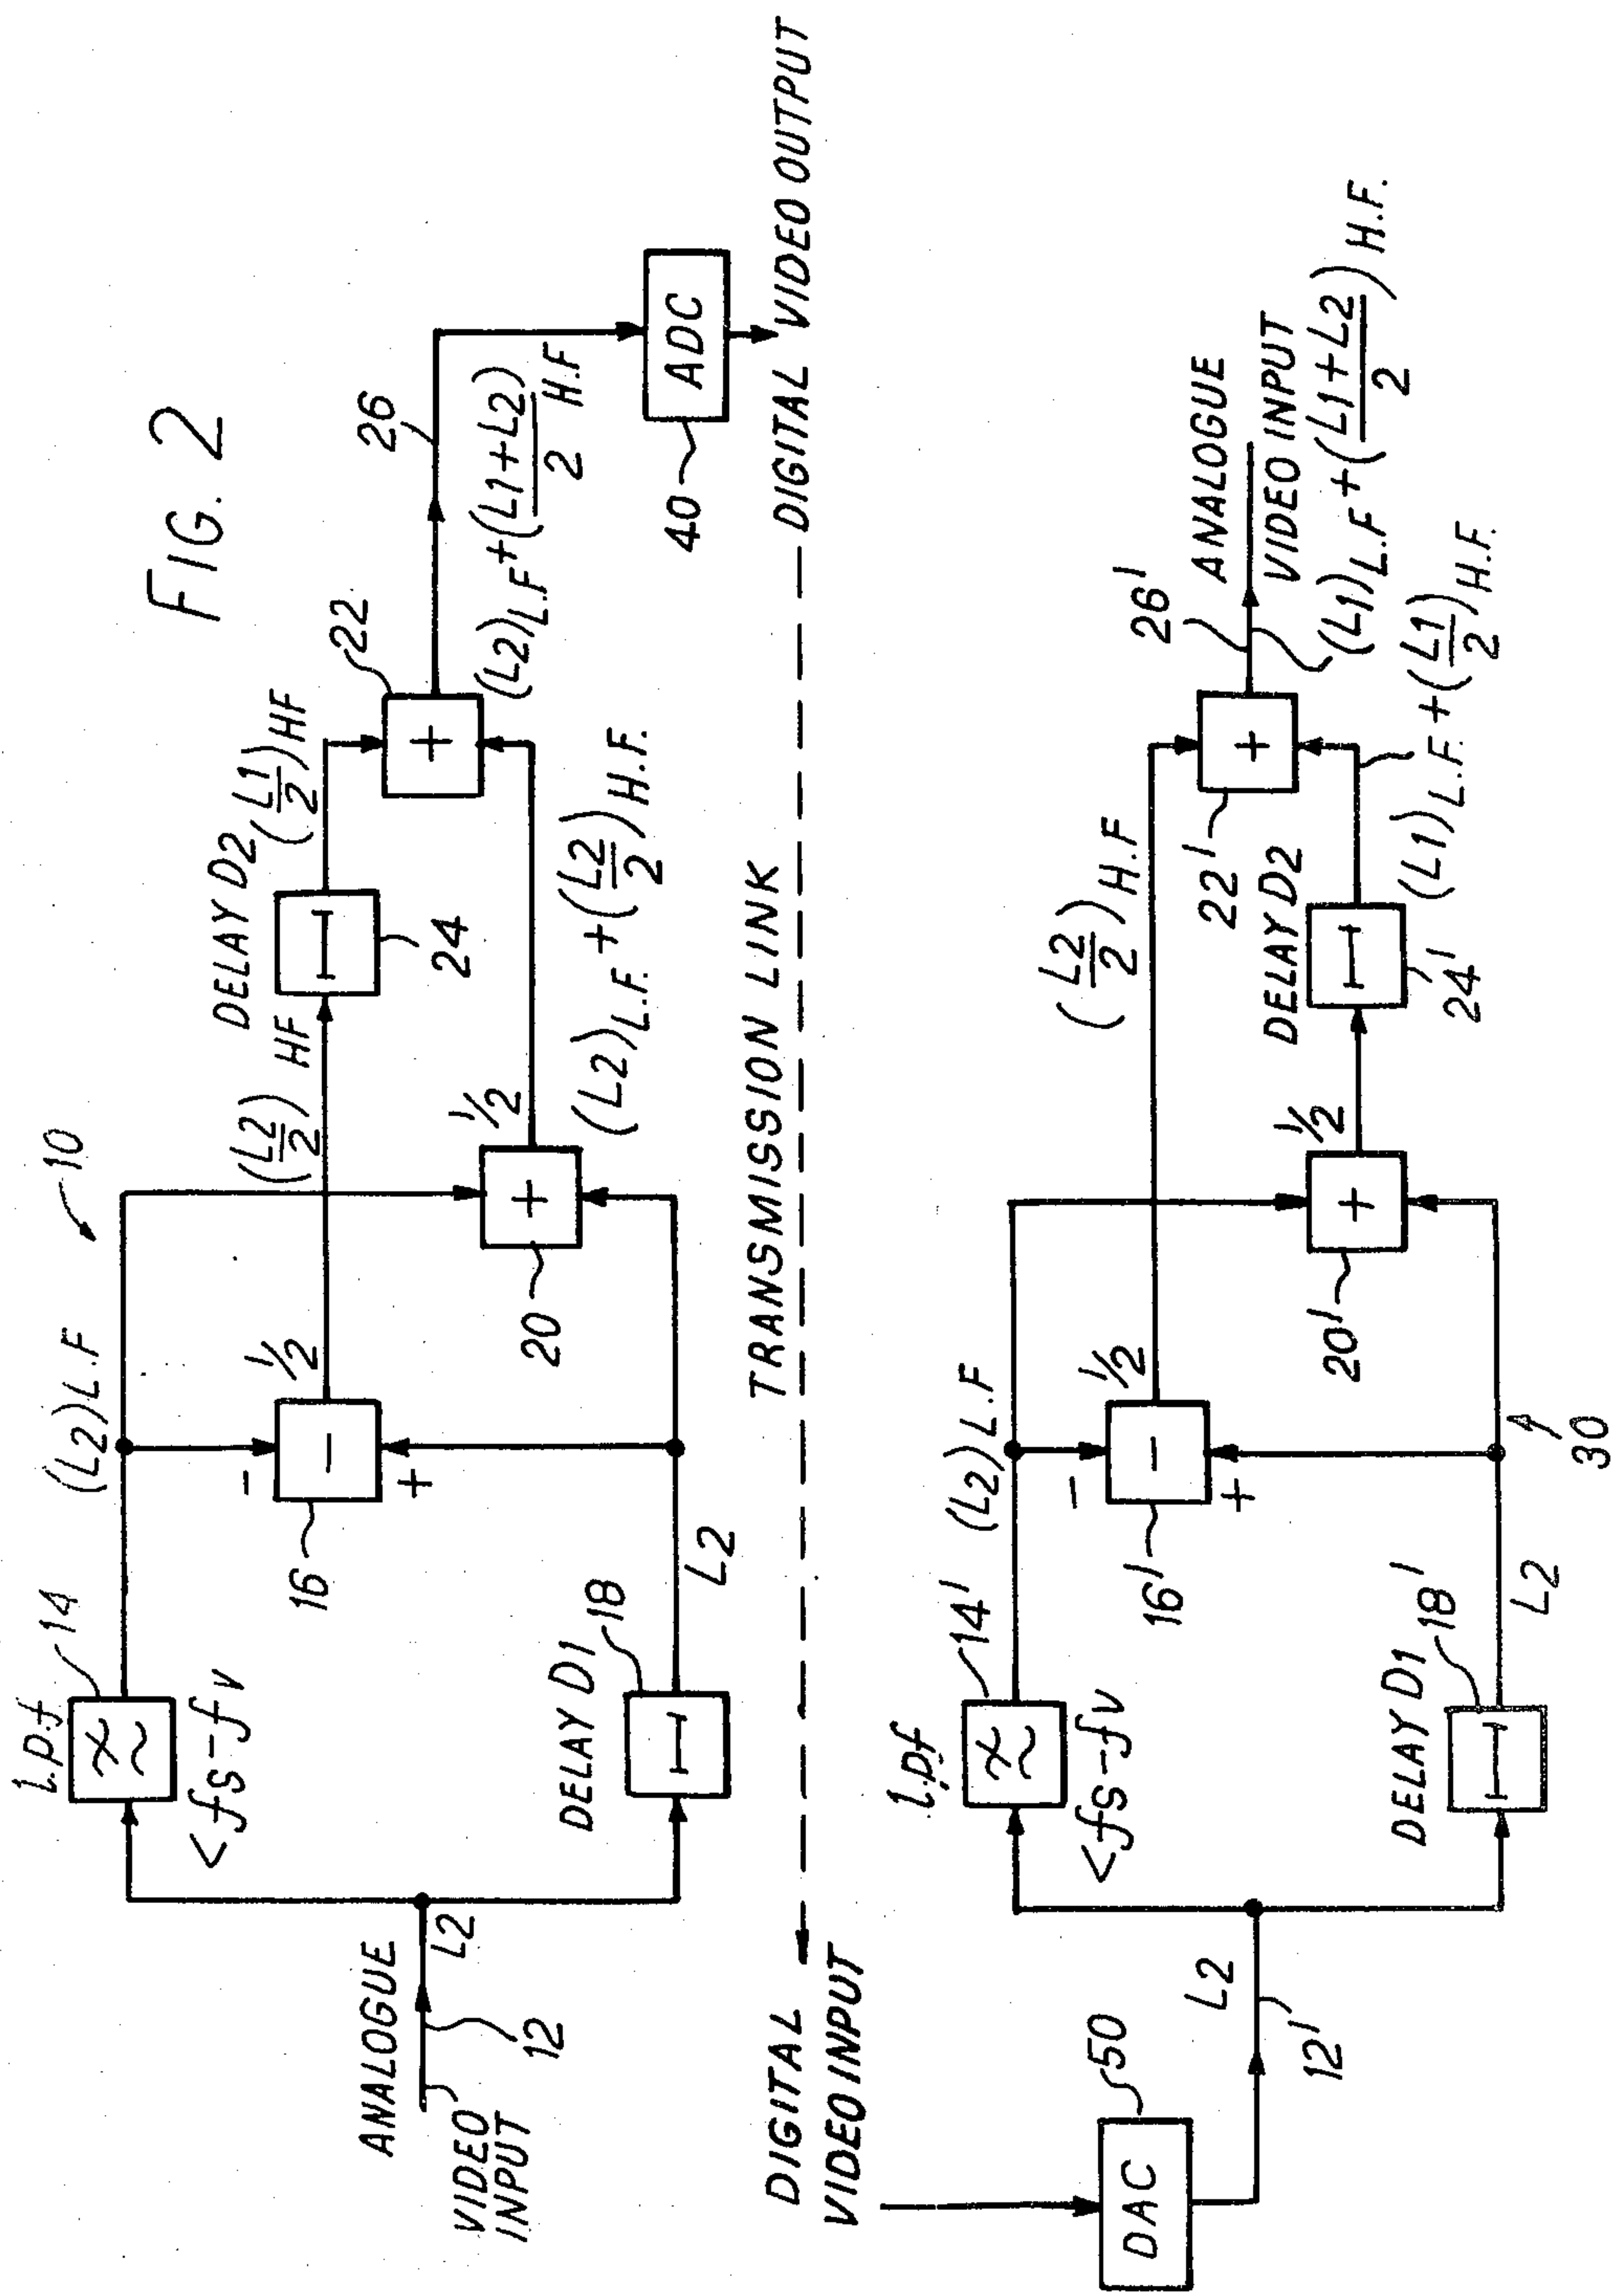 FIG. 2
10
ANALOGUE
VIDEO
INPUT
12
L2
l.p.f
14
<fs-fv
(L2)L.F
DELAY D1
18
L2
16
-
-
+
1/2
(L2/2) HF
DELAY D2
24
(L1/2)HF
20
+
1/2
(L2)L.F. + (L2/2)H.F.
22
+
26
(L2)L.F + (L1+L2/2)H.F
40
ADC
DIGITAL VIDEO OUTPUT
TRANSMISSION LINK
DIGITAL
VIDEO INPUT
DAC
50
L2
12'
l.pf
14'
<fs-fv
(L2)L.F
DELAY D1
18'
L2
16'
-
-
+
1/2
30
(L2/2)H.F
20'
+
1/2
DELAY D2
24'
(L1)L.F. + (L1/2)H.F.
22'
+
26'
ANALOGUE
VIDEO INPUT
(L1)L.F + (L1+L2/2)H.F.